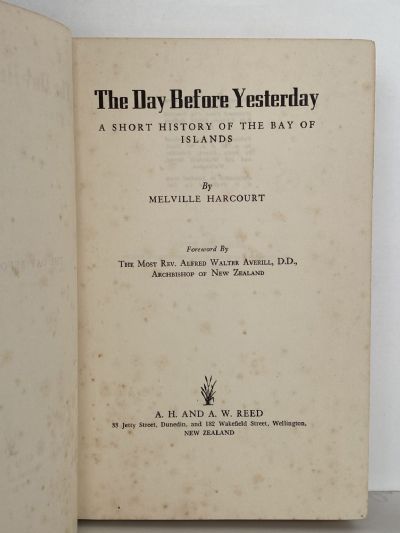 The Day Before Yesterday
A SHORT HISTORY OF THE BAY OF
ISLANDS
By
MELVILLE HARCOURT
Foreword By
THE MOST REV. ALFRED WALTER AVERILL, D.D.,
ARCHBISHOP OF NEW ZEALAND
A. H. AND A. W. REED
33 Jetty Street, Dunedin, and 182 Wakefield Street, Wellington,
NEW ZEALAND